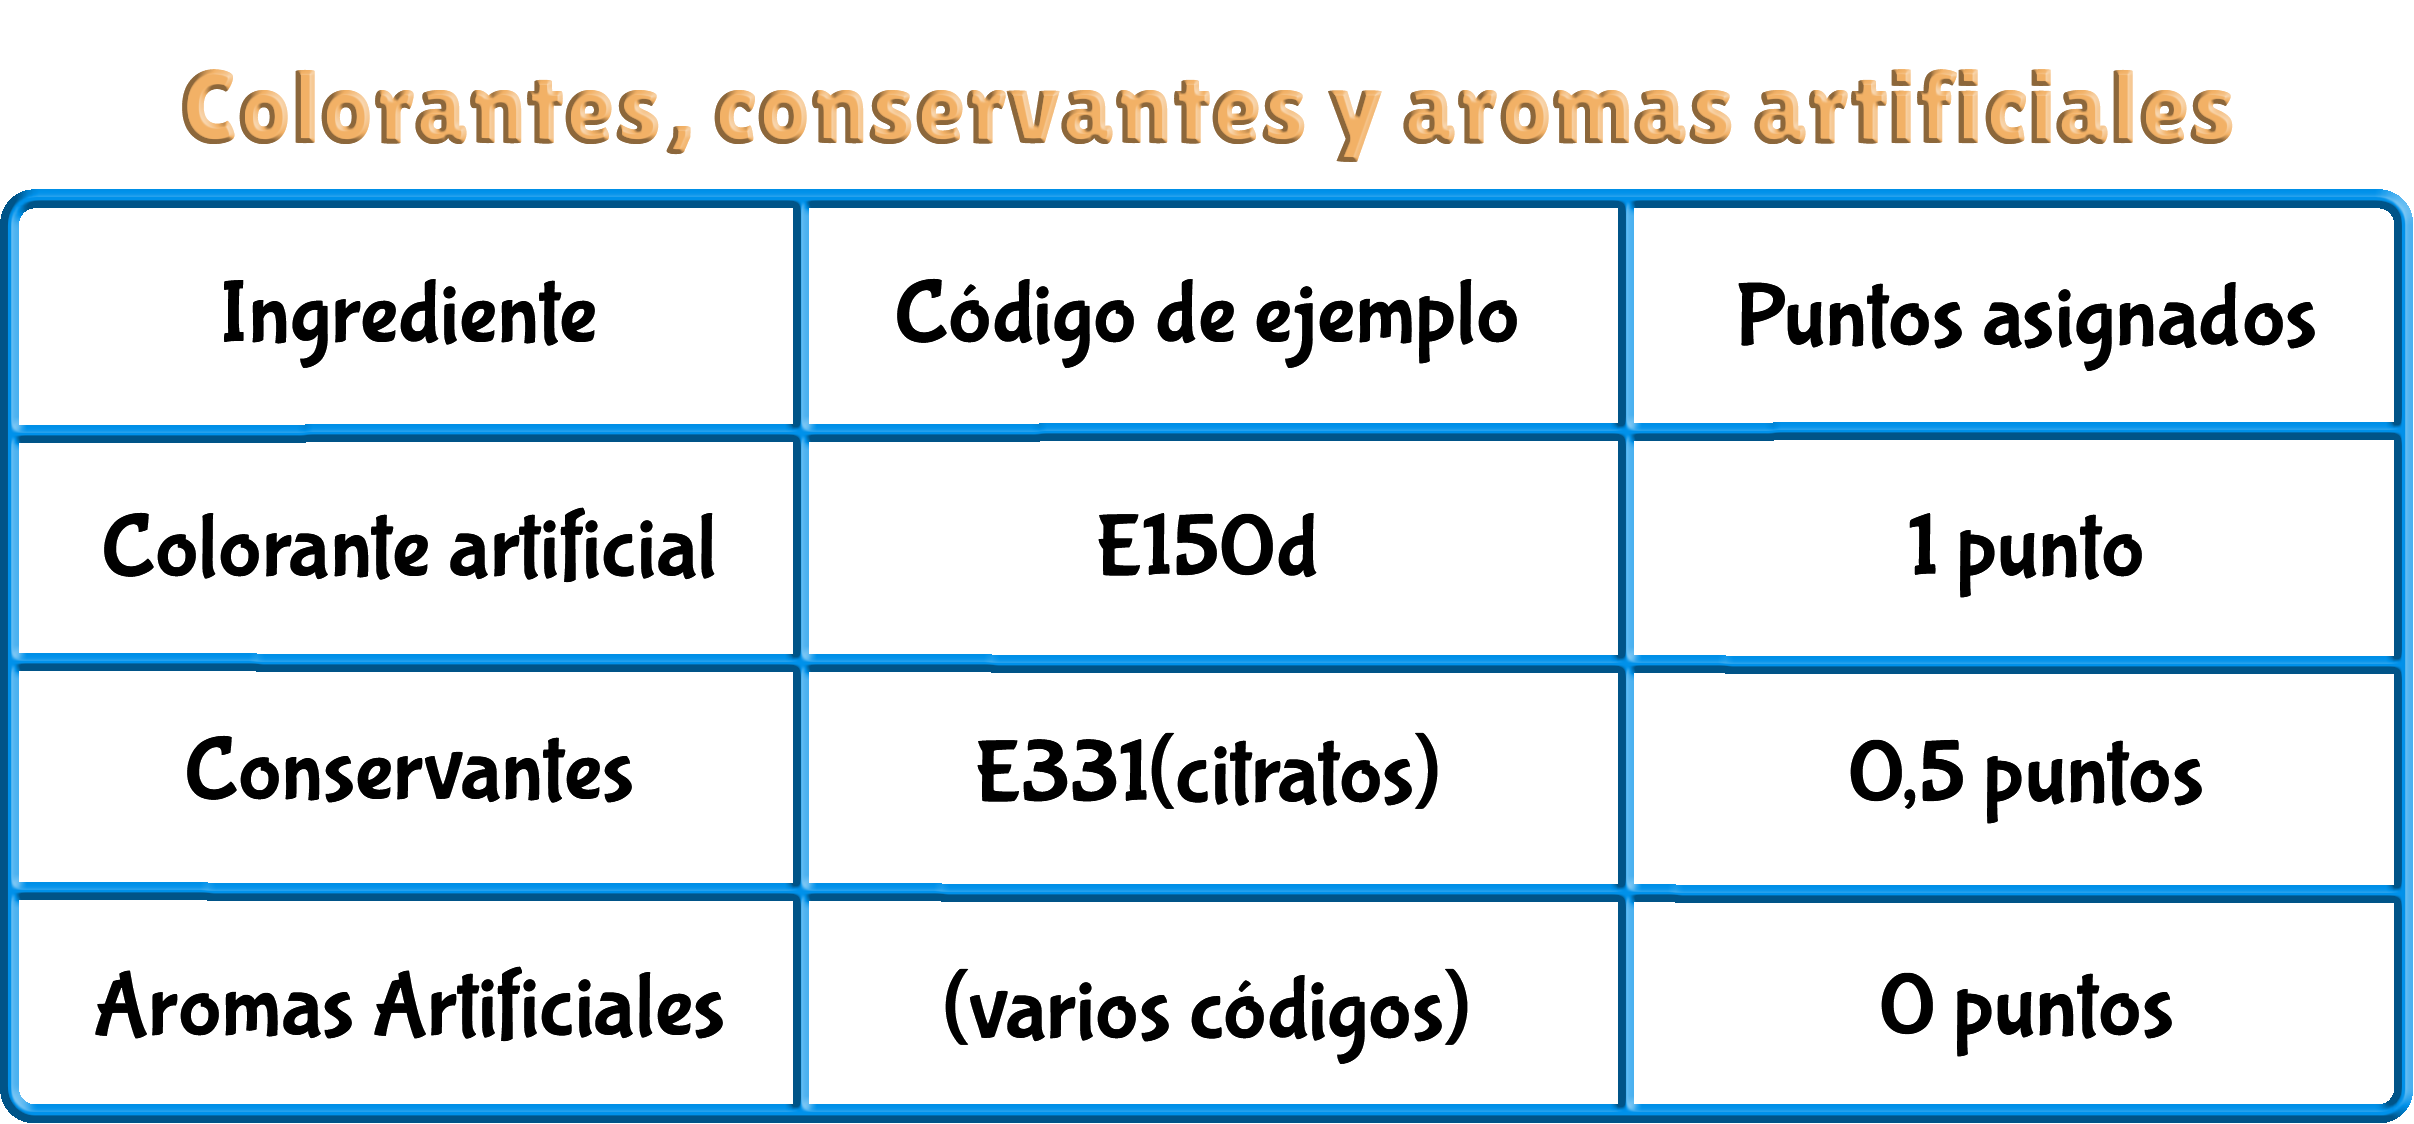 Colorantes, conservantes y aromas artificiales
Ingrediente Código de ejemplo Puntos asignados
Colorante artificial E150d 1 punto
Conservantes E331(citratos) 0,5 puntos
Aromas Artificiales (varios códigos) 0 puntos